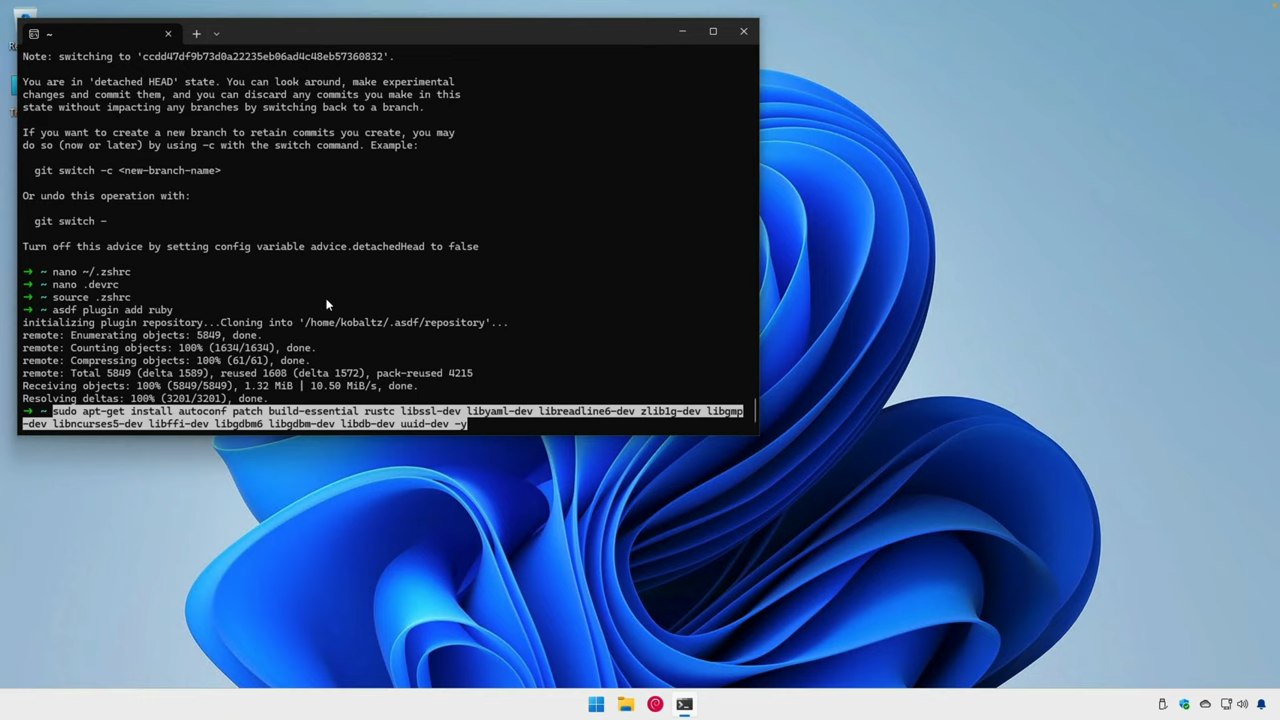 ~
Note: switching to 'ccdd47df9b73d0a22235eb06ad4c48eb57360832'.
You are in 'detached HEAD' state. You can look around, make experimental
changes and commit them, and you can discard any commits you make in this
state without impacting any branches by switching back to a branch.
If you want to create a new branch to retain commits you create, you may
do so (now or later) by using -c with the switch command. Example:
git switch -c <new-branch-name>
Or undo this operation with:
git switch -
Turn off this advice by setting config variable advice.detachedHead to false
➜ ~ nano ~/.zshrc
➜ ~ nano .devrc
➜ ~ source .zshrc
➜ ~ asdf plugin add ruby
initializing plugin repository...Cloning into '/home/kobaltz/.asdf/repository'...
remote: Enumerating objects: 5849, done.
remote: Counting objects: 100% (1634/1634), done.
remote: Compressing objects: 100% (61/61), done.
remote: Total 5849 (delta 1589), reused 1608 (delta 1572), pack-reused 4215
Receiving objects: 100% (5849/5849), 1.32 MiB | 10.50 MiB/s, done.
Resolving deltas: 100% (3201/3201), done.
➜ ~ sudo apt-get install autoconf patch build-essential rustc libssl-dev libyaml-dev libreadline6-dev zlib1g-dev libgmp
-dev libncurses5-dev libffi-dev libgdbm6 libgdbm-dev libdb-dev uuid-dev -y